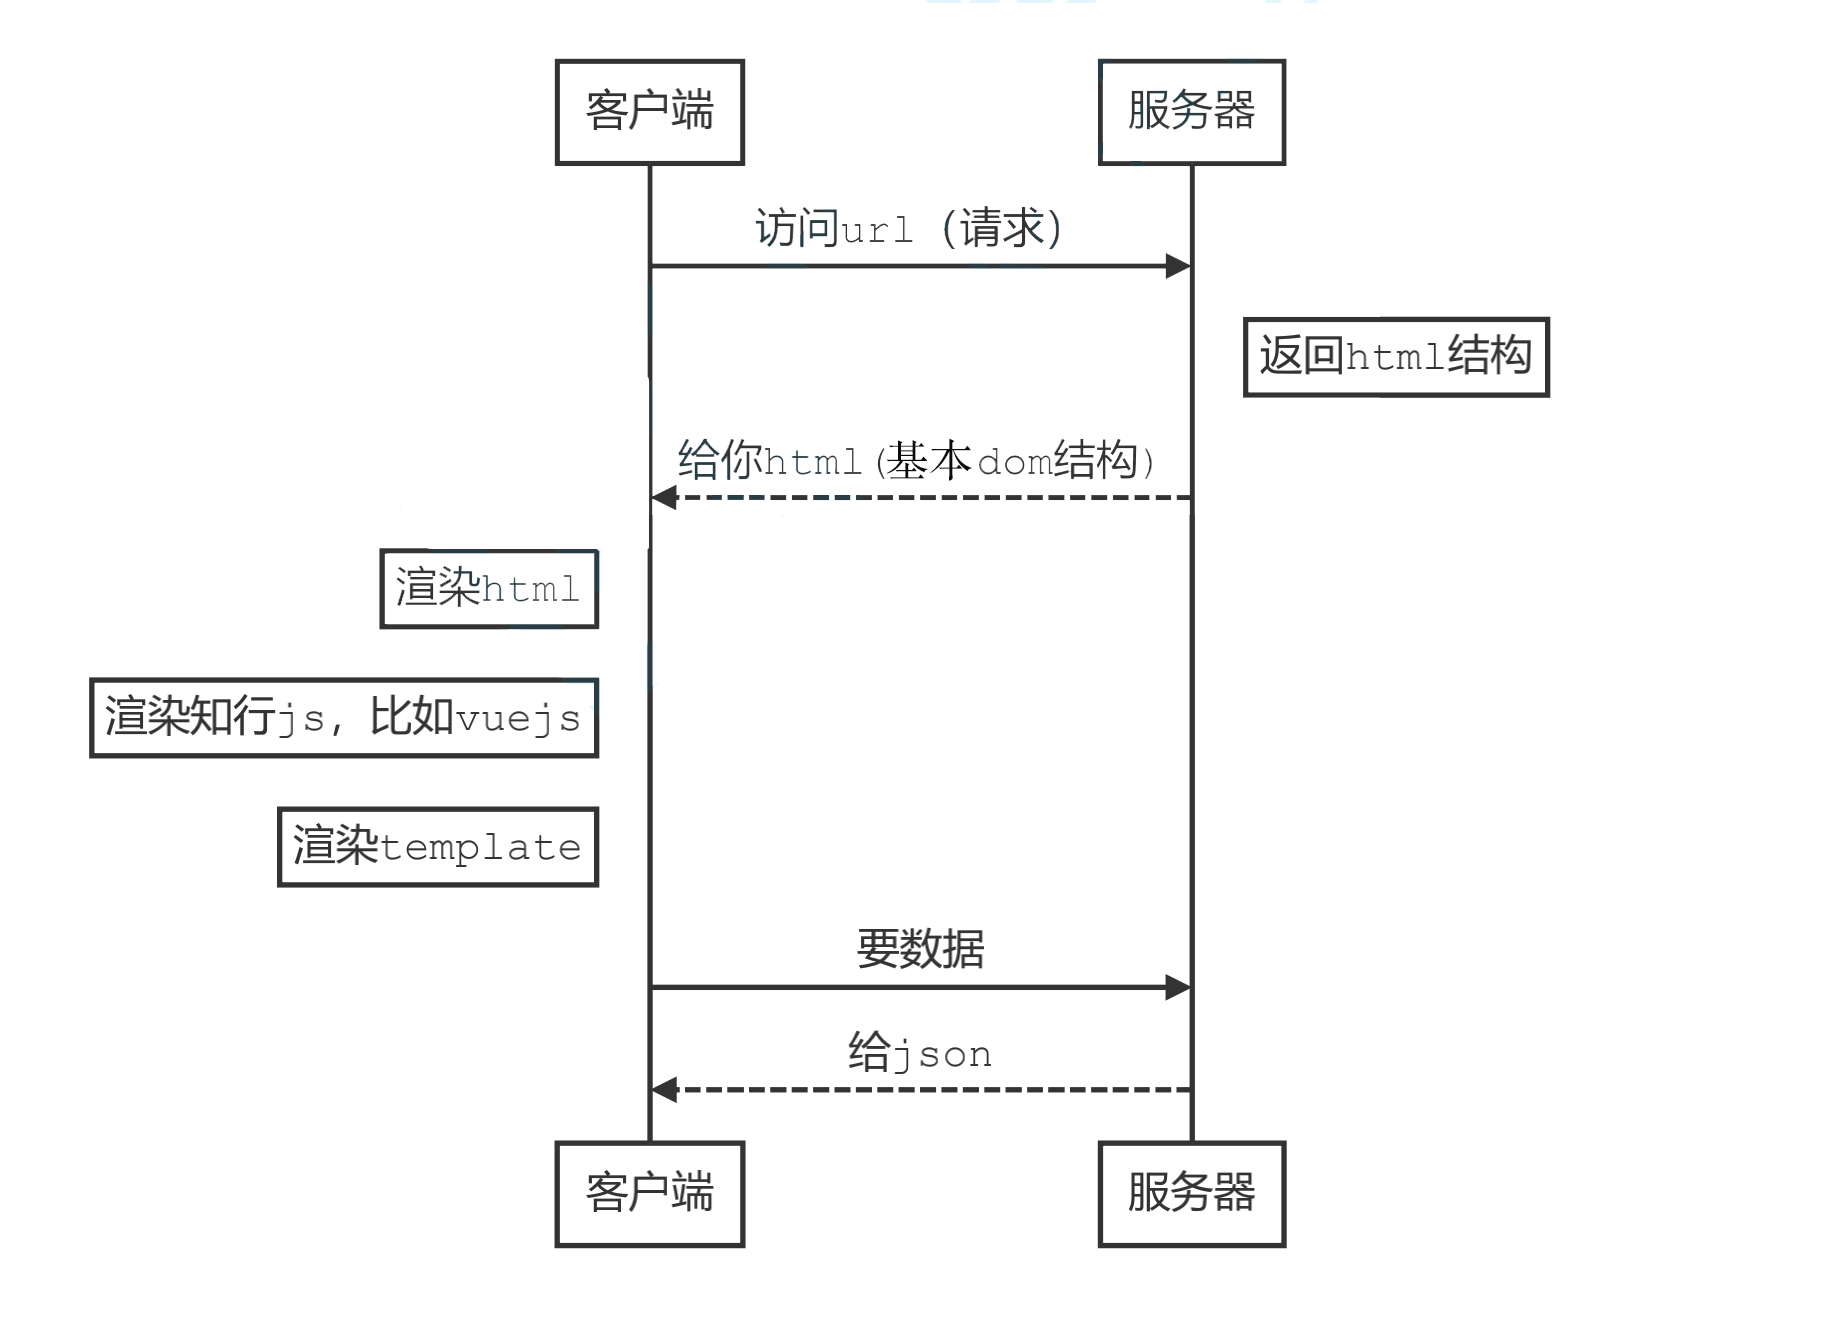 客户端
服务器
访问url（请求）
返回html结构
给你html(基本dom结构)
渲染html
渲染知行js，比如vuejs
渲染template
要数据
给json
客户端
服务器